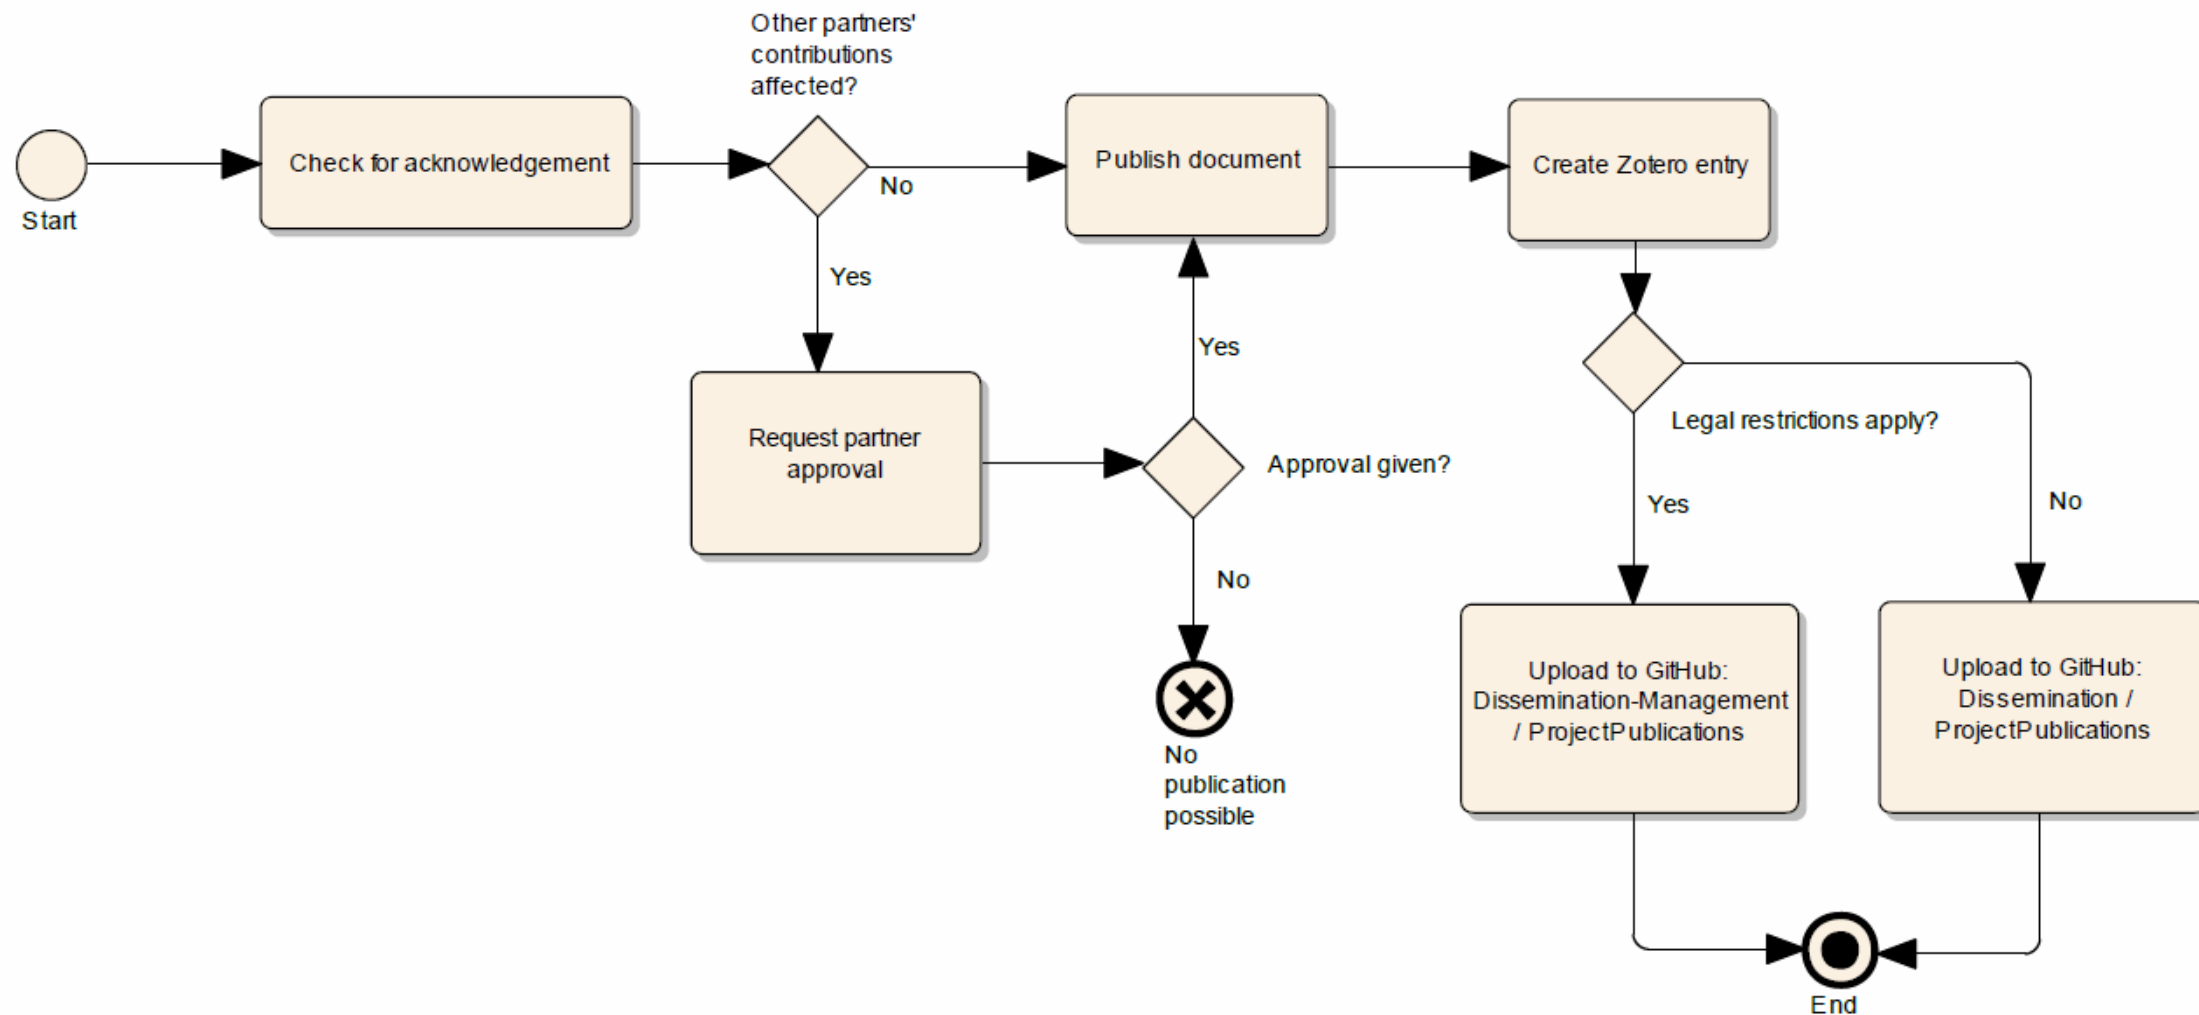 Other partners'
contributions
affected?
Start
Check for acknowledgement
No
Publish document
Create Zotero entry
Yes
Request partner
approval
Yes
Approval given?
No
No
publication
possible
Legal restrictions apply?
Yes
No
Upload to GitHub:
Dissemination-Management
/ ProjectPublications
Upload to GitHub:
Dissemination /
ProjectPublications
End